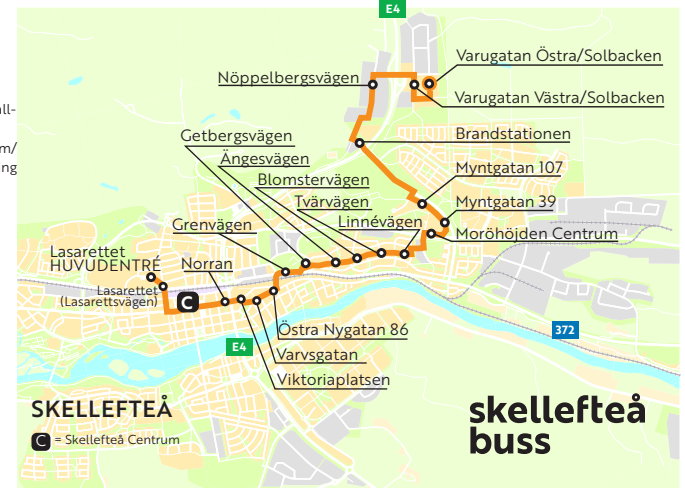 E4
Varugatan Östra/Solbacken
Nöppelbergsvägen
Varugatan Västra/Solbacken
all-
Getbergsvägen
Brandstationen
m/
Ängesvägen
ng
Myntgatan 107
Blomstervägen
Tvärvägen
Myntgatan 39
Grenvägen
Linnévägen
Moröhöjden Centrum
Lasarettet
HUVUDENTRÉ
Norran
Lasarettet
(Lasarettsvägen)
C
Östra Nygatan 86
372
E4
Varvsgatan
Viktoriaplatsen
SKELLEFTEÅ
C = Skellefteå Centrum
skellefteå
buss